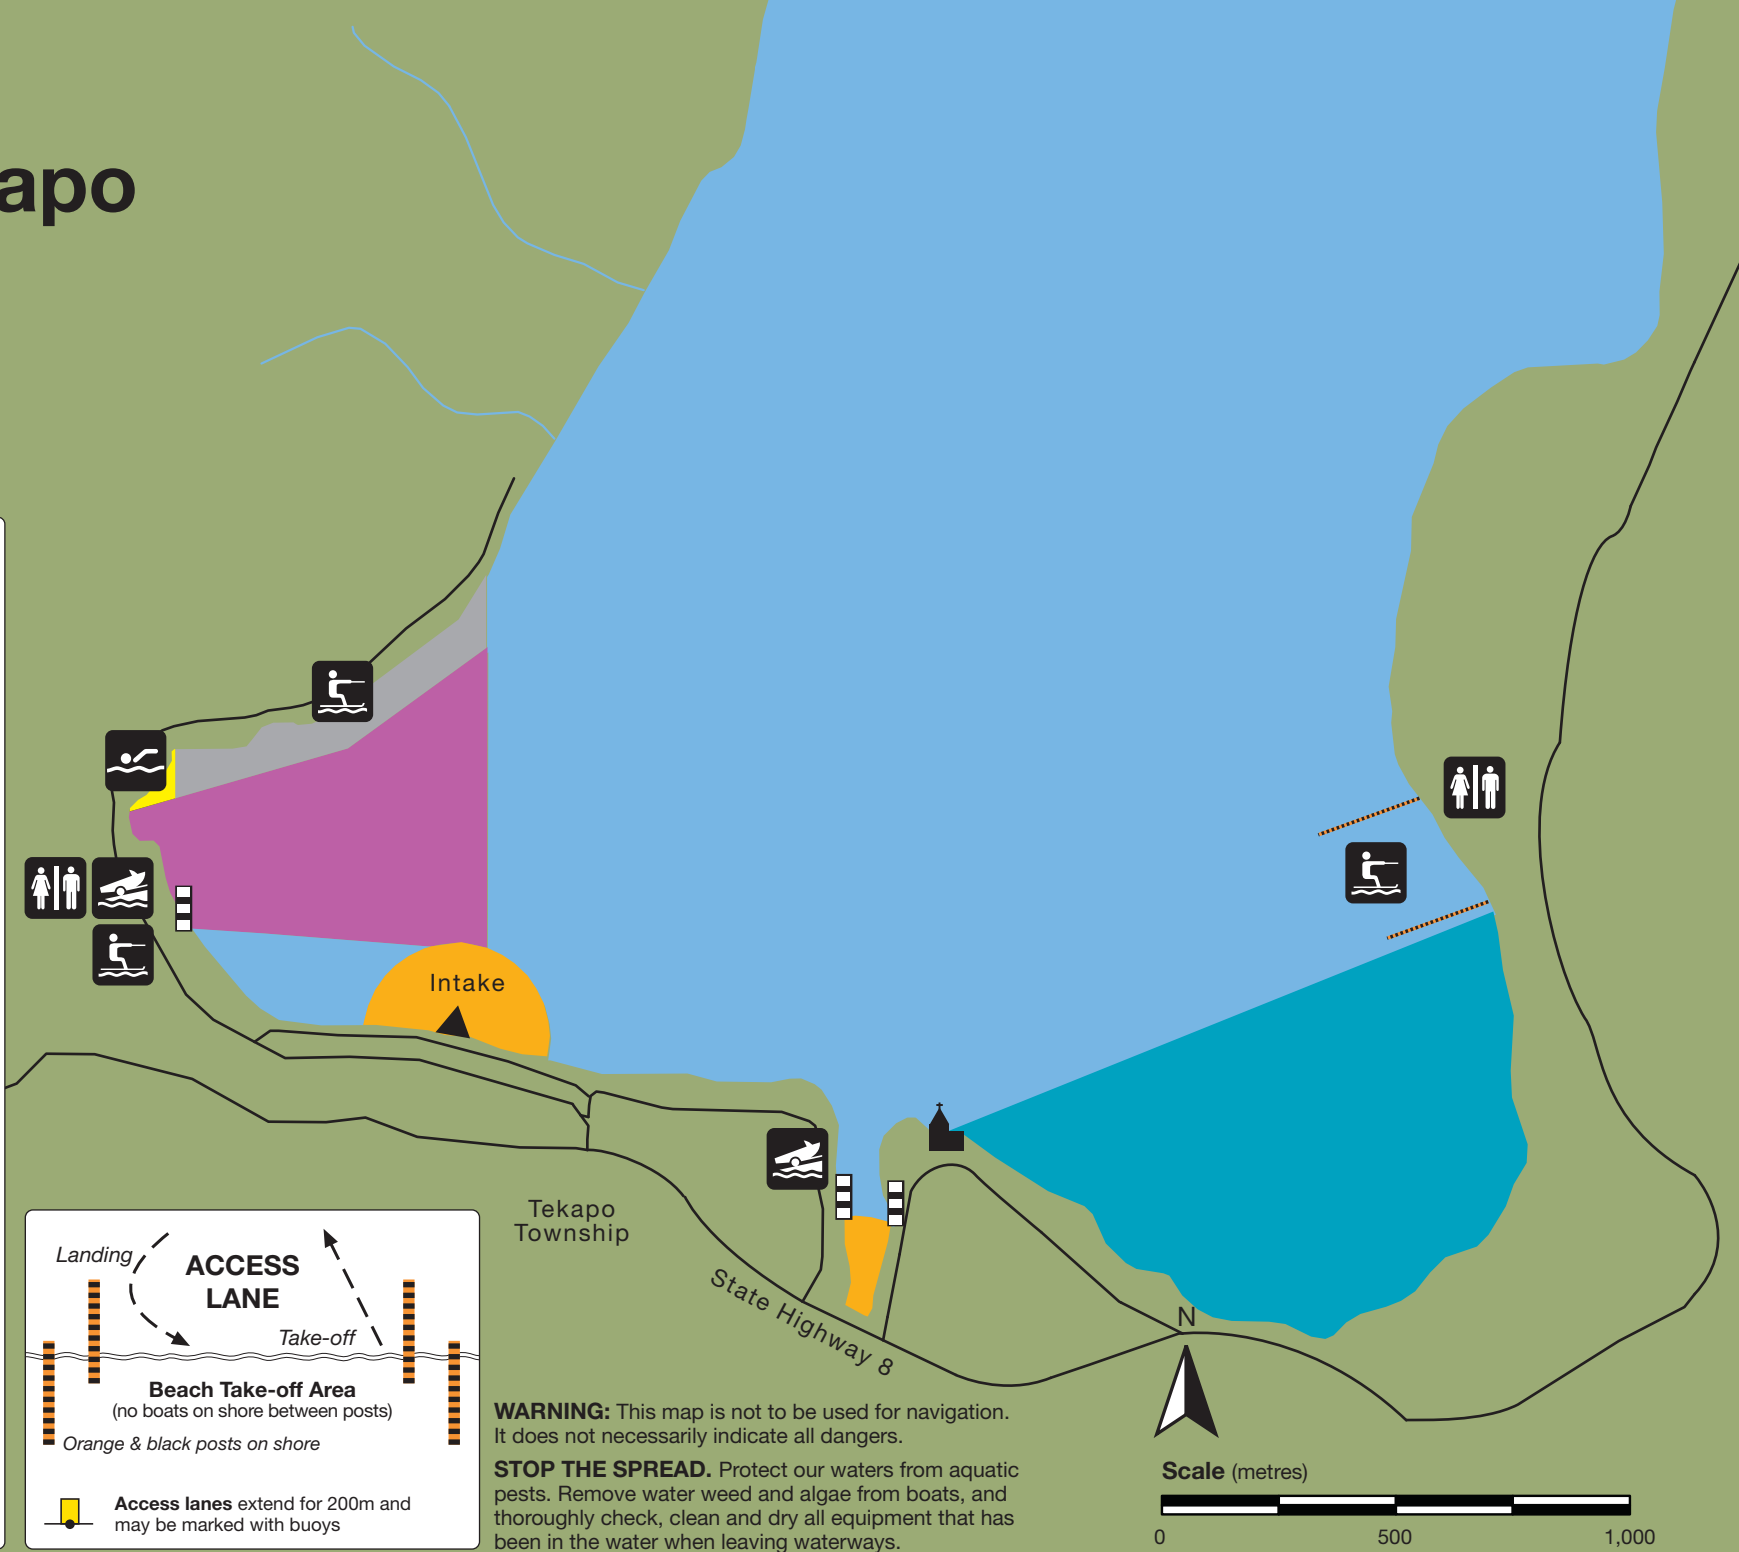 apo
Intake
Tekapo
Township
State Highway 8
N
Landing
ACCESS
LANE
Take-off
Beach Take-off Area
(no boats on shore between posts)
Orange & black posts on shore
Access lanes extend for 200m and
may be marked with buoys
WARNING: This map is not to be used for navigation.
It does not necessarily indicate all dangers.
STOP THE SPREAD. Protect our waters from aquatic
pests. Remove water weed and algae from boats, and
thoroughly check, clean and dry all equipment that has
been in the water when leaving waterways.
Scale (metres)
0 500 1,000